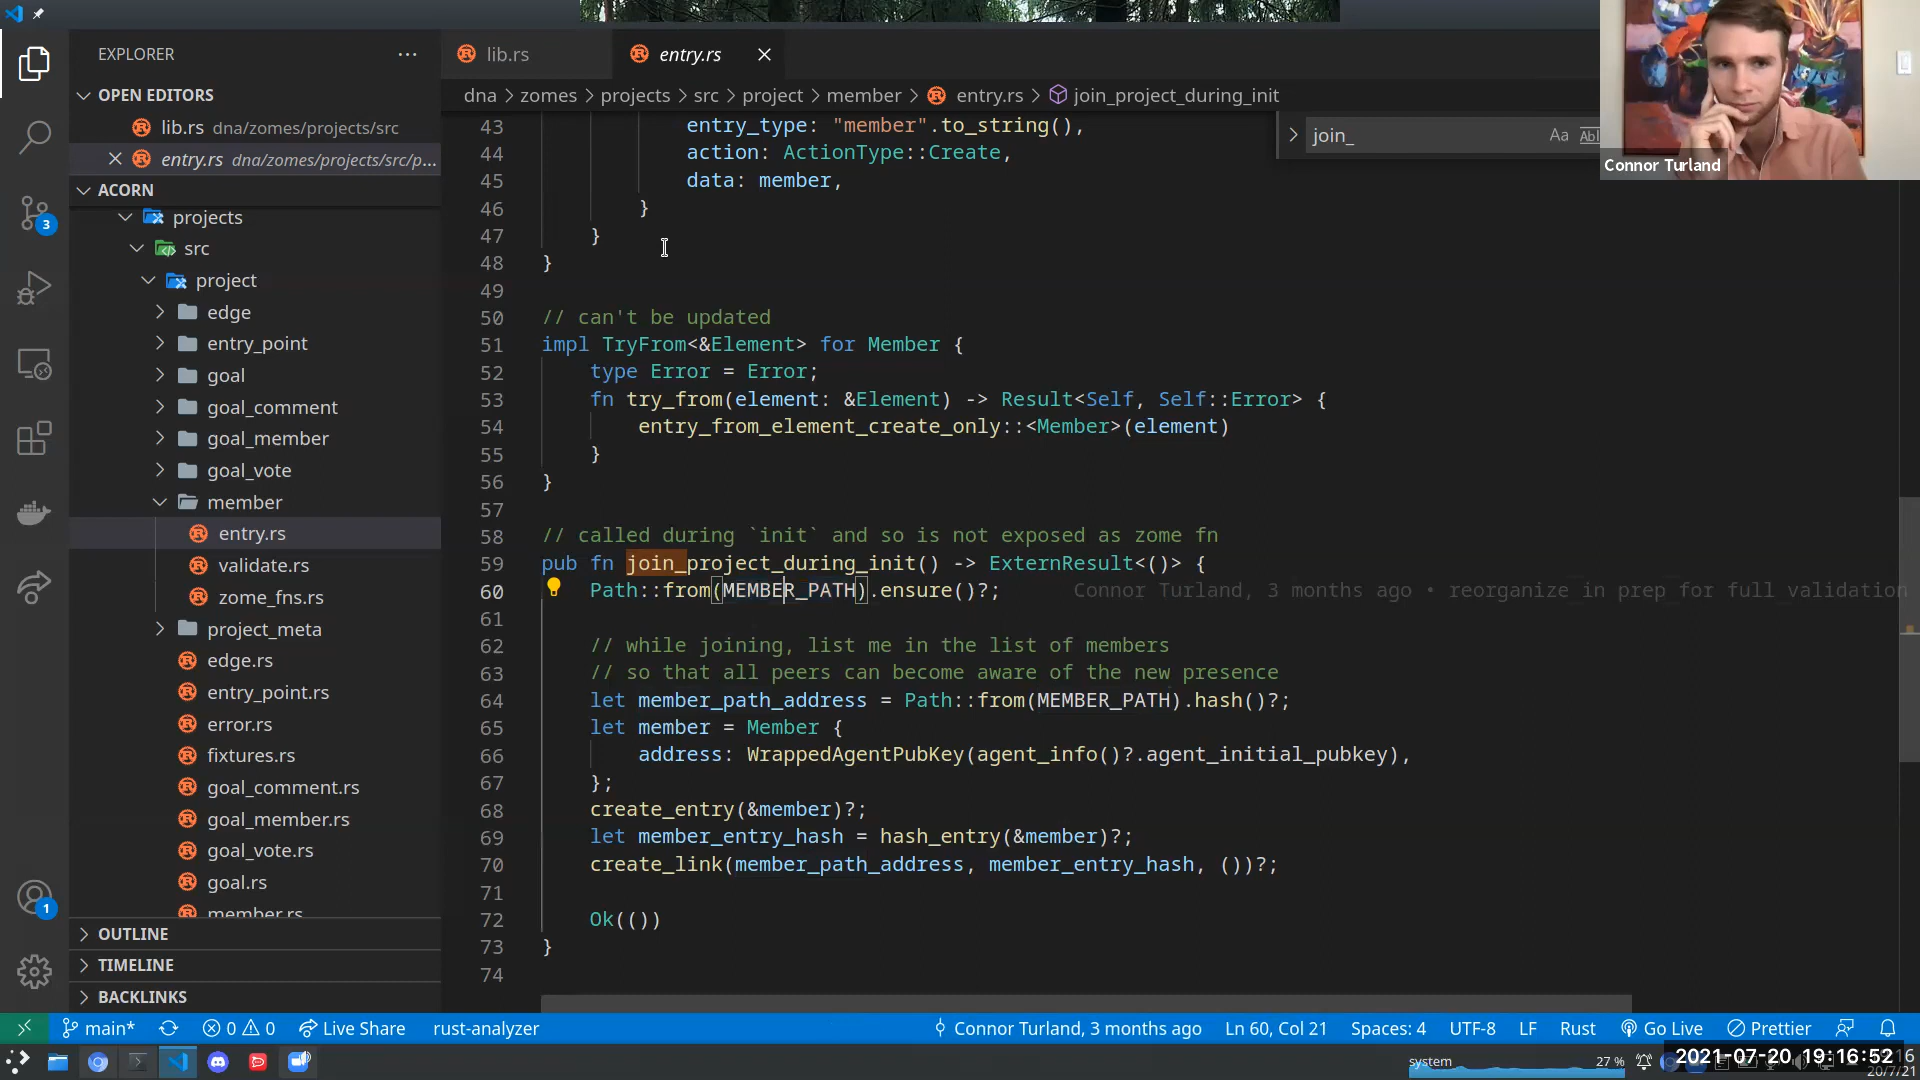 EXPLORER
lib.rs
entry.rs
OPEN EDITORS
lib.rs dna/zomes/projects/src
entry.rs dna/zomes/projects/src/p...
ACORN
projects
src
project
edge
entry_point
goal
goal_comment
goal_member
goal_vote
member
entry.rs
validate.rs
zome_fns.rs
project_meta
edge.rs
entry_point.rs
error.rs
fixtures.rs
goal_comment.rs
goal_member.rs
goal_vote.rs
goal.rs
member.rs
OUTLINE
TIMELINE
BACKLINKS
3
1
dna > zomes > projects > src > project > member > entry.rs > join_project_during_init
join_
Aa
Connor Turland
43 entry_type: "member".to_string(),
44 action: ActionType::Create,
45 data: member,
46 }
47 }
48 }
49
50 // can't be updated
51 impl TryFrom<&Element> for Member {
52 type Error = Error;
53 fn try_from(element: &Element) -> Result<Self, Self::Error> {
54 entry_from_element_create_only::<Member>(element)
55 }
56 }
57
58 // called during `init` and so is not exposed as zome fn
59 pub fn join_project_during_init() -> ExternResult<()> {
60 Path::from(MEMBER_PATH).ensure()?; Connor Turland, 3 months ago • reorganize in prep for full validation
61
62 // while joining, list me in the list of members
63 // so that all peers can become aware of the new presence
64 let member_path_address = Path::from(MEMBER_PATH).hash()?;
65 let member = Member {
66 address: WrappedAgentPubKey(agent_info()?.agent_initial_pubkey),
67 };
68 create_entry(&member)?;
69 let member_entry_hash = hash_entry(&member)?;
70 create_link(member_path_address, member_entry_hash, ())?;
71
72 Ok(())
73 }
74
main* 0 0 Live Share rust-analyzer Connor Turland, 3 months ago Ln 60, Col 21 Spaces: 4 UTF-8 LF Rust Go Live Prettier
system 27 % 2021-07-20 19:16:52
20/7/21